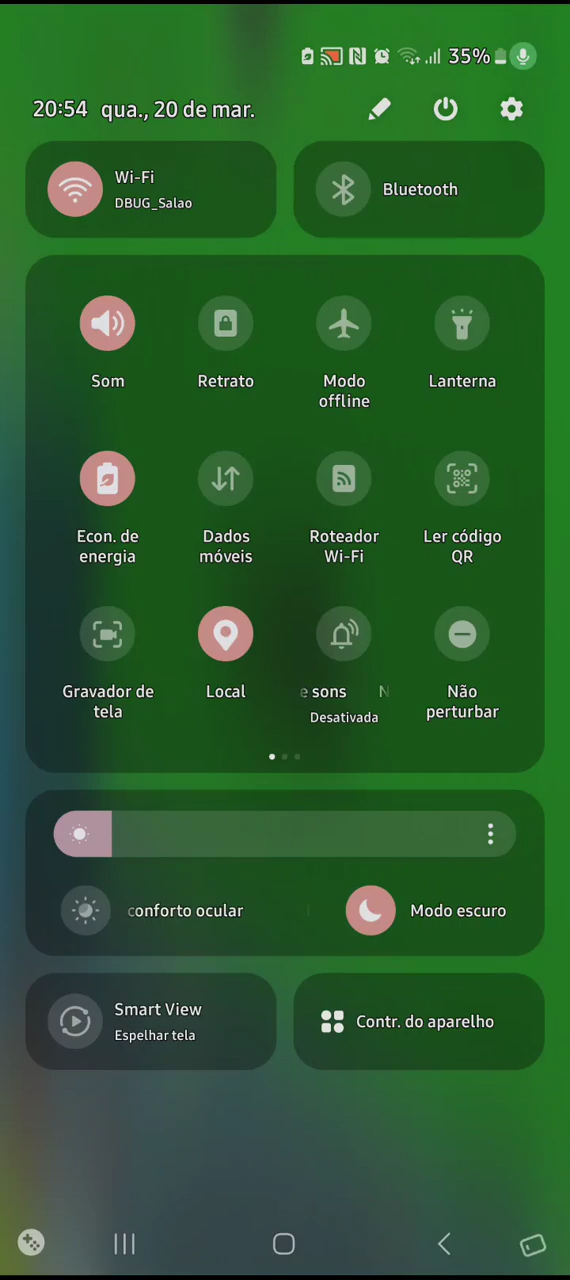 35%
20:54 qua., 20 de mar.
Wi-Fi
DBUG_Salao
Bluetooth
Som
Retrato
Modo
offline
Lanterna
Econ. de
energia
Dados
móveis
Roteador
Wi-Fi
Ler código
QR
Gravador de
tela
Local
e sons N
Desativada
Não
perturbar
conforto ocular
Modo escuro
Smart View
Espelhar tela
Contr. do aparelho